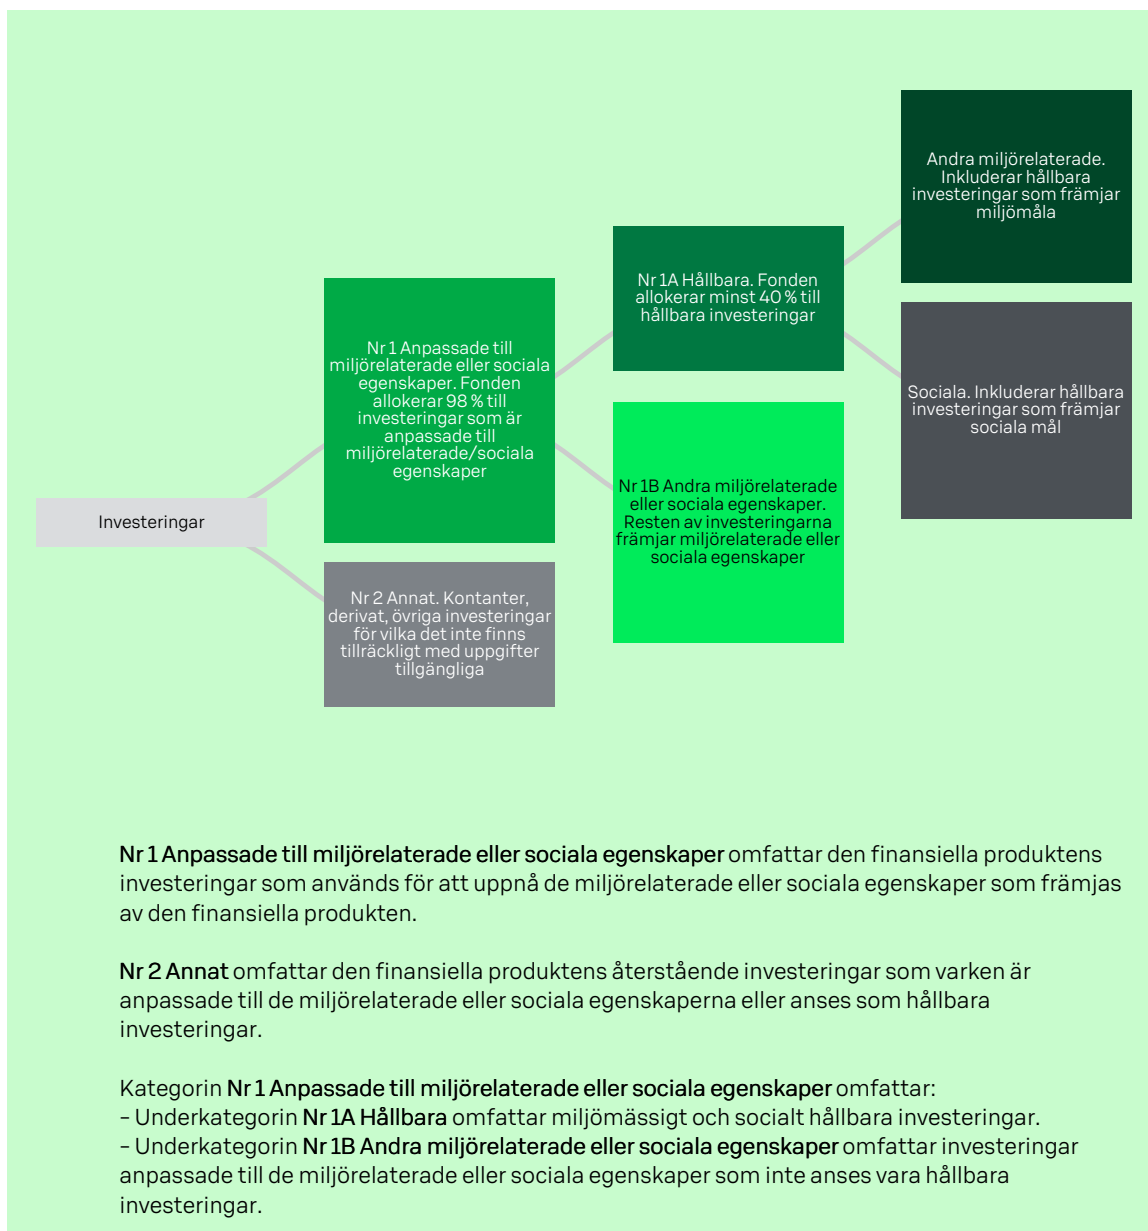 Andra miljörelaterade.
Inkluderar hållbara
investeringar som främjar
miljömåla
Nr 1A Hållbara. Fonden
allokerar minst 40 % till
hållbara investeringar
Nr 1 Anpassade till
miljörelaterade eller sociala
egenskaper. Fonden
allokerar 98 % till
investeringar som är
anpassade till
miljörelaterade/sociala
egenskaper
Sociala. Inkluderar hållbara
investeringar som främjar
sociala mål
Nr 1B Andra miljörelaterade
eller sociala egenskaper.
Resten av investeringarna
främjar miljörelaterade eller
sociala egenskaper
Investeringar
Nr 2 Annat. Kontanter,
derivat, övriga investeringar
för vilka det inte finns
tillräckligt med uppgifter
tillgängliga
Nr 1 Anpassade till miljörelaterade eller sociala egenskaper omfattar den finansiella produktens
investeringar som används för att uppnå de miljörelaterade eller sociala egenskaper som främjas
av den finansiella produkten.
Nr 2 Annat omfattar den finansiella produktens återstående investeringar som varken är
anpassade till de miljörelaterade eller sociala egenskaperna eller anses som hållbara
investeringar.
Kategorin Nr 1 Anpassade till miljörelaterade eller sociala egenskaper omfattar:
– Underkategorin Nr 1A Hållbara omfattar miljömässigt och socialt hållbara investeringar.
– Underkategorin Nr 1B Andra miljörelaterade eller sociala egenskaper omfattar investeringar
anpassade till de miljörelaterade eller sociala egenskaper som inte anses vara hållbara
investeringar.